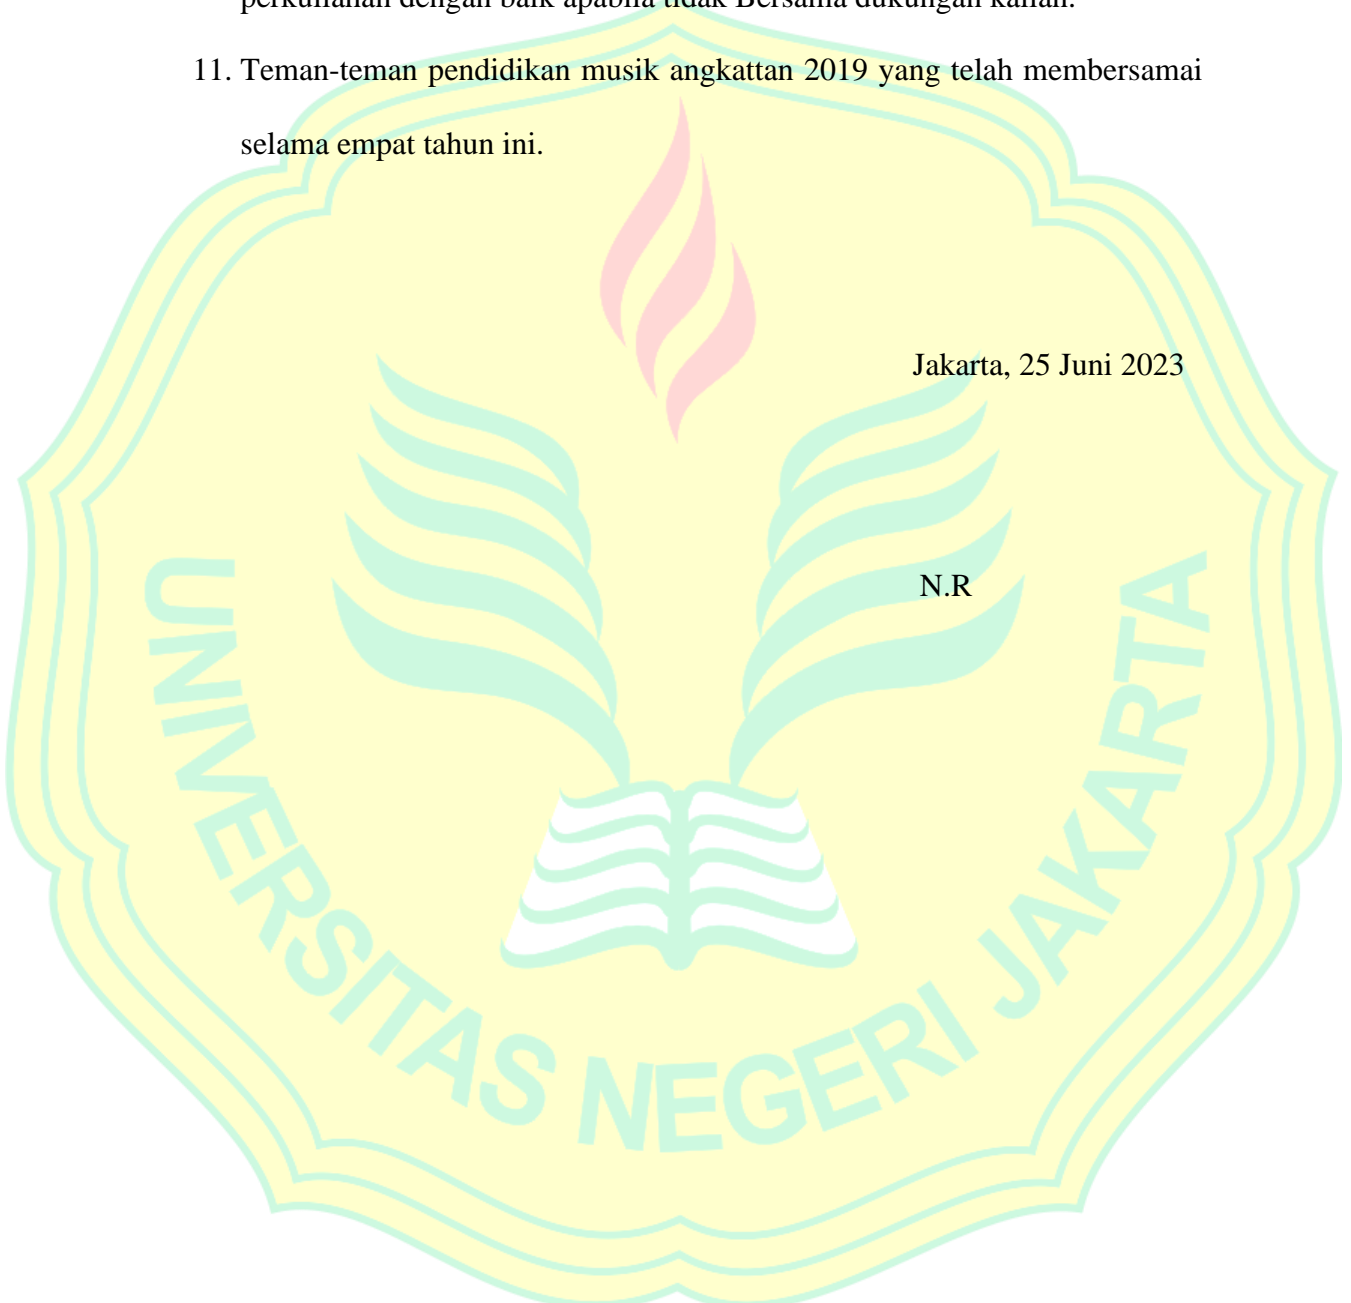 perkuliahan dengan baik apabila tidak Bersama dukungan kalian.
11. Teman-teman pendidikan musik angkattan 2019 yang telah membersamai
selama empat tahun ini.
Jakarta, 25 Juni 2023
N.R
UNIVERSITAS NEGERI JAKARTA